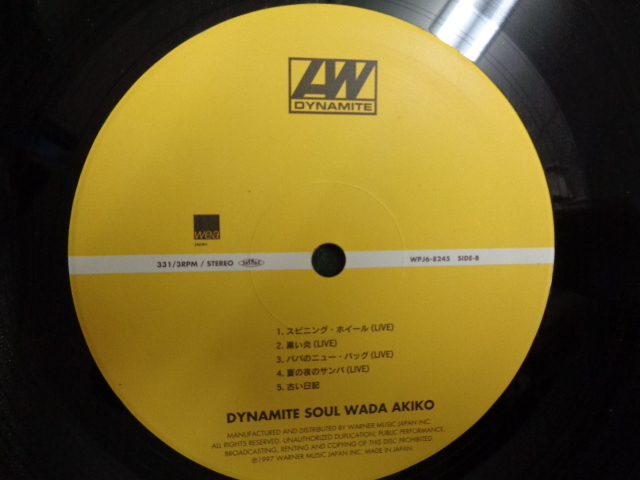 AW
DYNAMITE
wea
JAPAN
331/3RPM / STEREO
WPJ6-8245 SIDE-B
1. スピニング・ホイール(LIVE)
2. 黒い炎(LIVE)
3. パパのニュー・バッグ(LIVE)
4. 夏の夜のサンバ(LIVE)
5. 古い日記
DYNAMITE SOUL WADA AKIKO
MANUFACTURED AND DISTRIBUTED BY WARNER MUSIC JAPAN INC.
ALL RIGHTS RESERVED. UNAUTHORIZED DUPLICATION, PUBLIC PERFORMANCE,
BROADCASTING, RENTING AND COPYING OF THIS DISC PROHIBITED.
℗1997 WARNER MUSIC JAPAN INC. MADE IN JAPAN